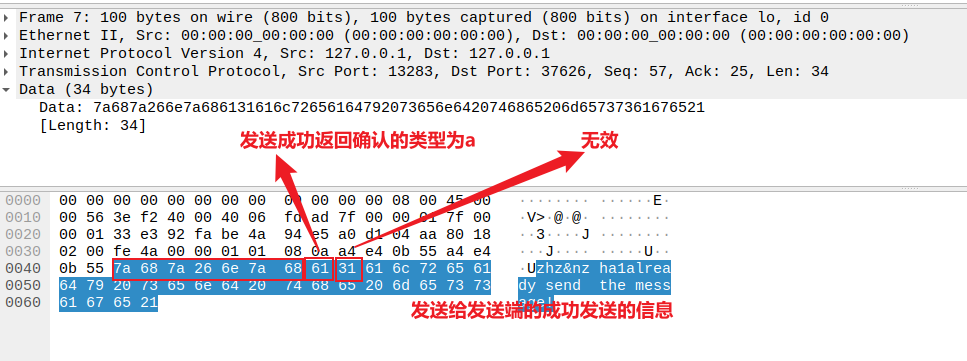 Frame 7: 100 bytes on wire (800 bits), 100 bytes captured (800 bits) on interface lo, id 0
Ethernet II, Src: 00:00:00_00:00:00 (00:00:00:00:00:00), Dst: 00:00:00_00:00:00 (00:00:00:00:00:00)
Internet Protocol Version 4, Src: 127.0.0.1, Dst: 127.0.0.1
Transmission Control Protocol, Src Port: 13283, Dst Port: 37626, Seq: 57, Ack: 25, Len: 34
Data (34 bytes)
Data: 7a687a266e7a686131616c72656164792073656e6420746865206d65737361676521
[Length: 34]
发送成功返回确认的类型为a 无效
0000 00 00 00 00 00 00 00 00 00 00 00 00 08 00 45 00 ········ ······E·
0010 00 56 3e f2 40 00 40 06 fd ad 7f 00 00 01 7f 00 ·V>·@·@· ········
0020 00 01 33 e3 92 fa be 4a 94 e5 a0 d1 04 aa 80 18 ··3····J ········
0030 02 00 fe 4a 00 00 01 01 08 0a a4 e4 0b 55 a4 e4 ···J···· ·····U··
0040 0b 55 7a 68 7a 26 6e 7a 68 61 31 61 6c 72 65 61 ·Uzhz&nz ha1alrea
0050 64 79 20 73 65 6e 64 20 74 68 65 20 6d 65 73 73 dy send the mess
0060 61 67 65 21 age!
发送给发送端的成功发送的信息